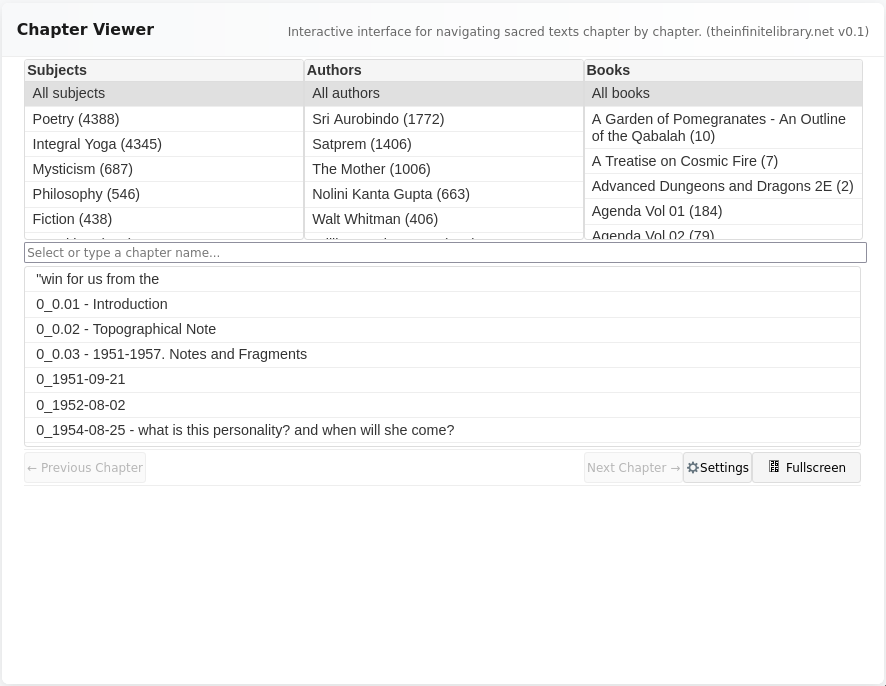 Chapter Viewer
Interactive interface for navigating sacred texts chapter by chapter. (theinfinitelibrary.net v0.1)
Subjects
All subjects
Poetry (4388)
Integral Yoga (4345)
Mysticism (687)
Philosophy (546)
Fiction (438)
Authors
All authors
Sri Aurobindo (1772)
Satprem (1406)
The Mother (1006)
Nolini Kanta Gupta (663)
Walt Whitman (406)
Books
All books
A Garden of Pomegranates - An Outline
of the Qabalah (10)
A Treatise on Cosmic Fire (7)
Advanced Dungeons and Dragons 2E (2)
Agenda Vol 01 (184)
Agenda Vol 02 (79)
Select or type a chapter name...
"win for us from the
0_0.01 - Introduction
0_0.02 - Topographical Note
0_0.03 - 1951-1957. Notes and Fragments
0_1951-09-21
0_1952-08-02
0_1954-08-25 - what is this personality? and when will she come?
← Previous Chapter
Next Chapter →
⚙Settings
Fullscreen